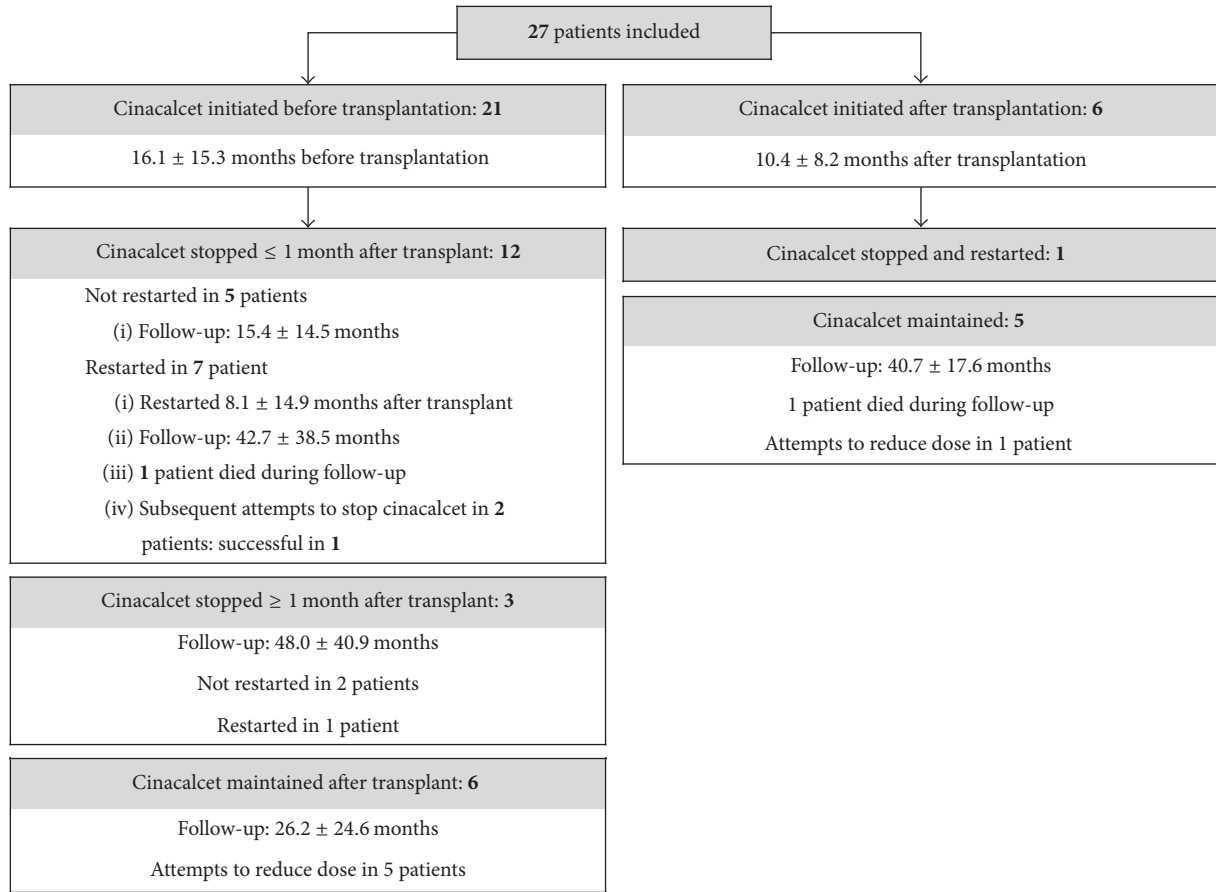 27 patients included
Cinacalcet initiated before transplantation: 21
16.1 ± 15.3 months before transplantation
Cinacalcet initiated after transplantation: 6
10.4 ± 8.2 months after transplantation
Cinacalcet stopped ≤ 1 month after transplant: 12
Not restarted in 5 patients
(i) Follow-up: 15.4 ± 14.5 months
Restarted in 7 patient
(i) Restarted 8.1 ± 14.9 months after transplant
(ii) Follow-up: 42.7 ± 38.5 months
(iii) 1 patient died during follow-up
(iv) Subsequent attempts to stop cinacalcet in 2
patients: successful in 1
Cinacalcet stopped ≥ 1 month after transplant: 3
Follow-up: 48.0 ± 40.9 months
Not restarted in 2 patients
Restarted in 1 patient
Cinacalcet maintained after transplant: 6
Follow-up: 26.2 ± 24.6 months
Attempts to reduce dose in 5 patients
Cinacalcet stopped and restarted: 1
Cinacalcet maintained: 5
Follow-up: 40.7 ± 17.6 months
1 patient died during follow-up
Attempts to reduce dose in 1 patient